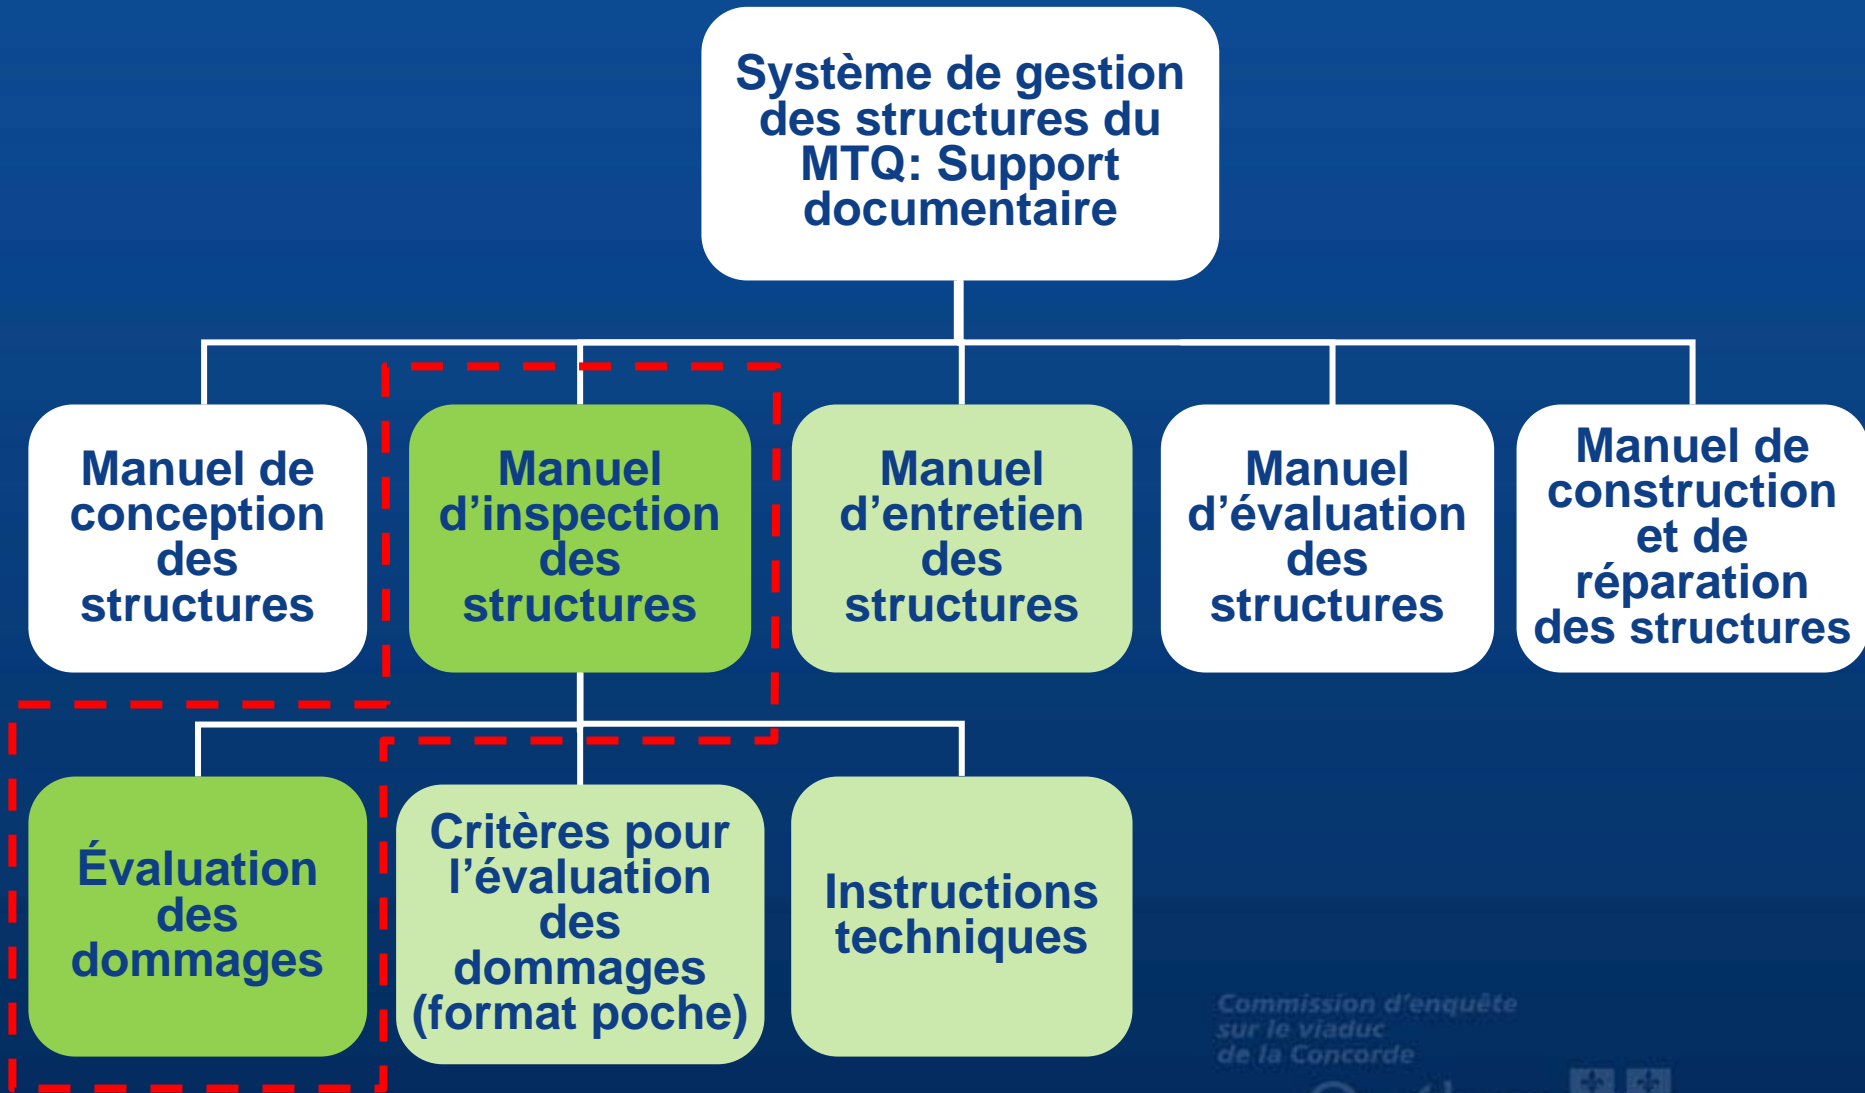 Système de gestion
des structures du
MTQ: Support
documentaire
Manuel de
conception
des
structures
Manuel
d’inspection
des
structures
Manuel
d’entretien
des
structures
Manuel
d’évaluation
des
structures
Manuel de
construction
et de
réparation
des structures
Évaluation
des
dommages
Critères pour
l’évaluation
des
dommages
(format poche)
Instructions
techniques
Commission d’enquête
sur le viaduc
de la Concorde